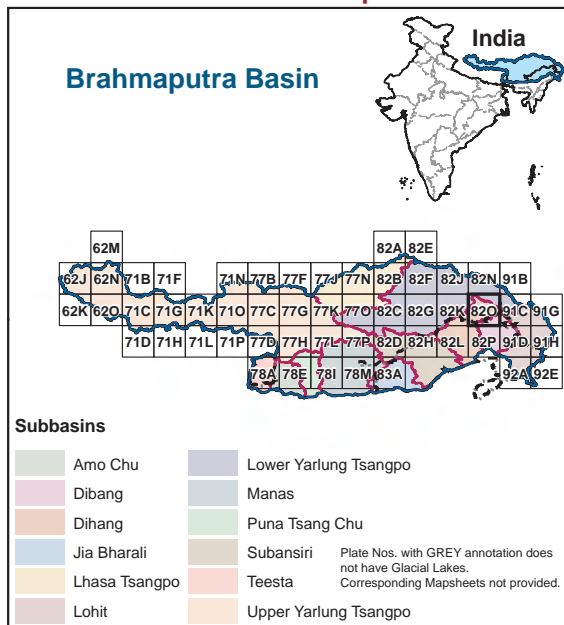 India
Brahmaputra Basin
62M 82A 82E
62J 62N 71B 71F 71N 77B 77F 77J 77N 82B 82F 82J 82N 91B
62K 62O 71C 71G 71K 71O 77C 77G 77K 77O 82C 82G 82K 82O 91C 91G
71D 71H 71L 71P 77D 77H 77L 77P 82D 82H 82L 82P 91D 91H
78A 78E 78I 78M 83A 92A 92E
Subbasins
Amo Chu
Dibang
Dihang
Jia Bharali
Lhasa Tsangpo
Lohit
Lower Yarlung Tsangpo
Manas
Puna Tsang Chu
Subansiri
Teesta
Upper Yarlung Tsangpo
Plate Nos. with GREY annotation does
not have Glacial Lakes.
Corresponding Mapsheets not provided.